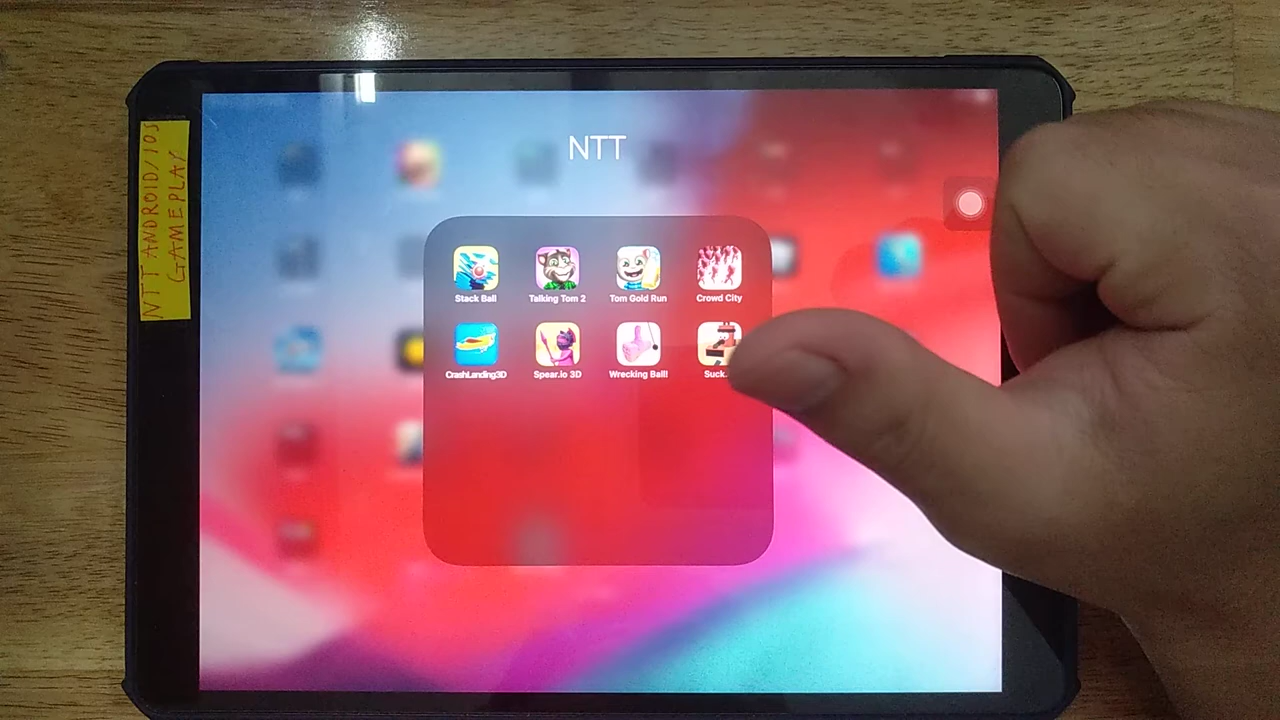 NTT ANDROID/IOS
GAMEPLAY
NTT
Stack Ball
Talking Tom 2
Tom Gold Run
Crowd City
CrashLanding3D
Spear.io 3D
Wrecking Ball!
Suck